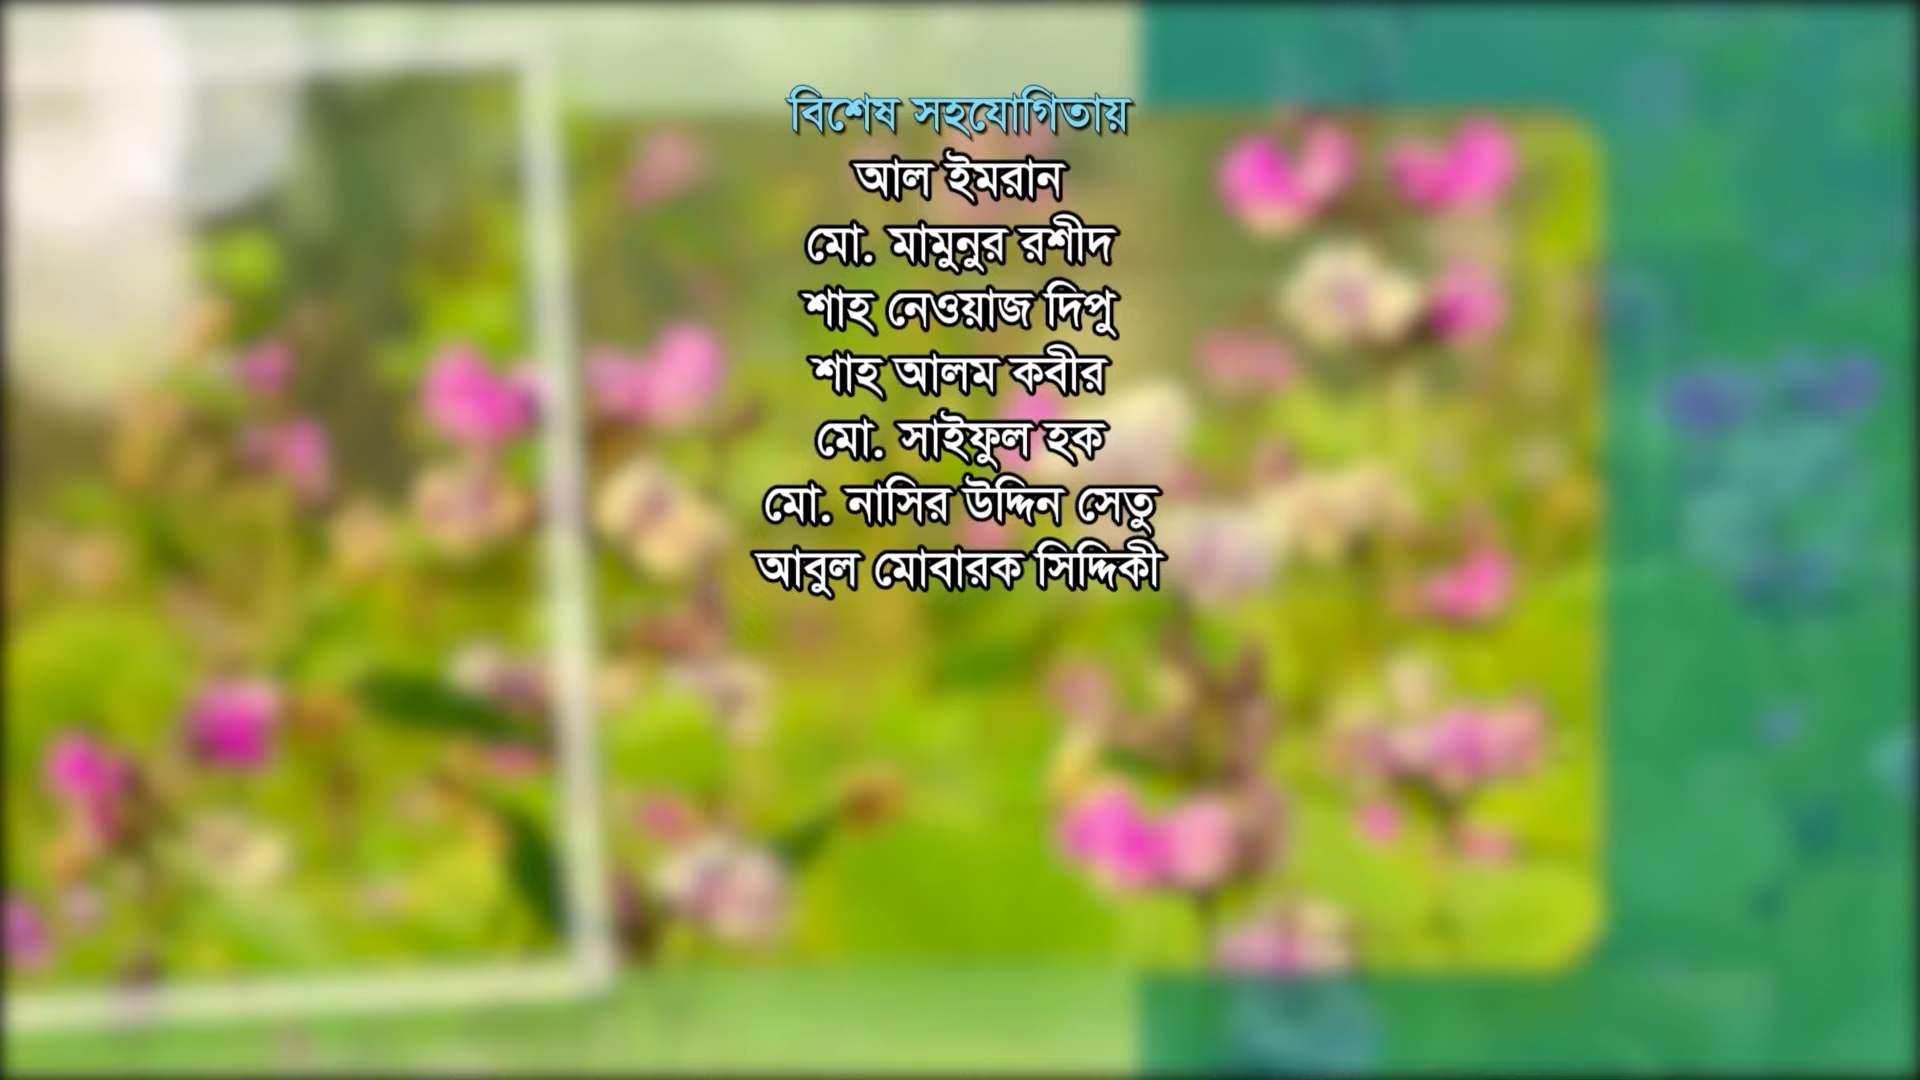 বিশেষ সহযোগিতায়
আল ইমরান
মো. মামুনুর রশীদ
শাহ নেওয়াজ দিপু
শাহ আলম কবীর
মো. সাইফুল হক
মো. নাসির উদ্দিন সেতু
আবুল মোবারক সিদ্দিকী